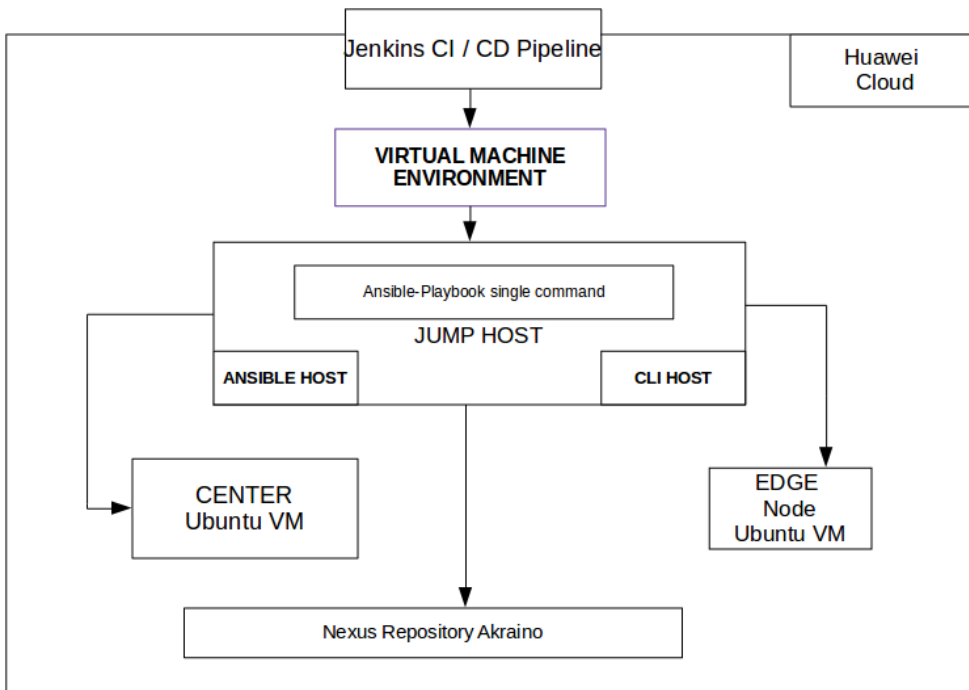 Jenkins CI / CD Pipeline
Huawei
Cloud
VIRTUAL MACHINE
ENVIRONMENT
Ansible-Playbook single command
JUMP HOST
ANSIBLE HOST
CLI HOST
CENTER
Ubuntu VM
EDGE
Node
Ubuntu VM
Nexus Repository Akraino